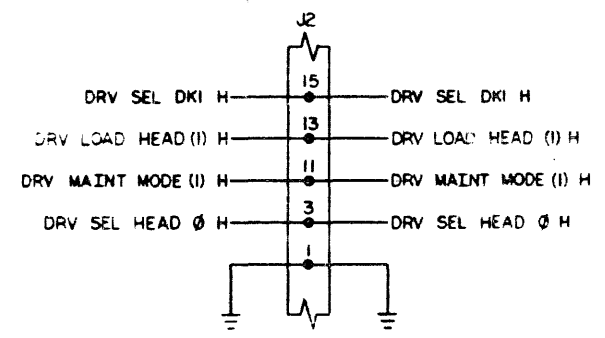 J2
15
DRV SEL DK1 H DRV SEL DK1 H
13
DRV LOAD HEAD (1) H DRV LOAD HEAD (1) H
11
DRV MAINT MODE (1) H DRV MAINT MODE (1) H
3
DRV SEL HEAD Ø H DRV SEL HEAD Ø H
1